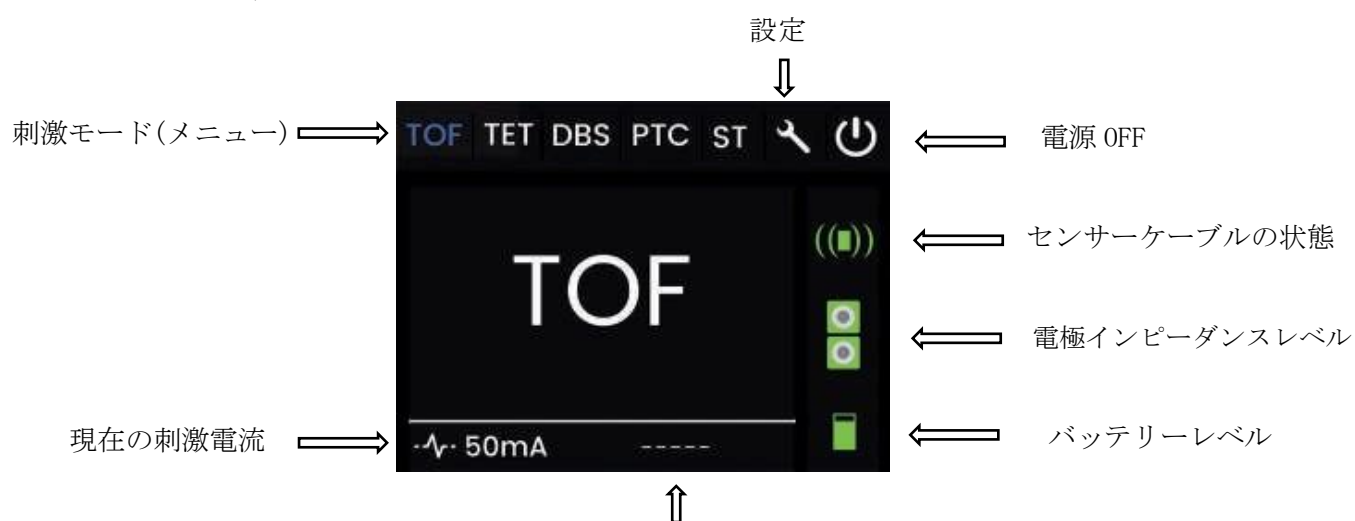 設定
刺激モード(メニュー)
TOF TET DBS PTC ST
電源 OFF
センサーケーブルの状態
TOF
電極インピーダンスレベル
現在の刺激電流
50mA -----
バッテリーレベル